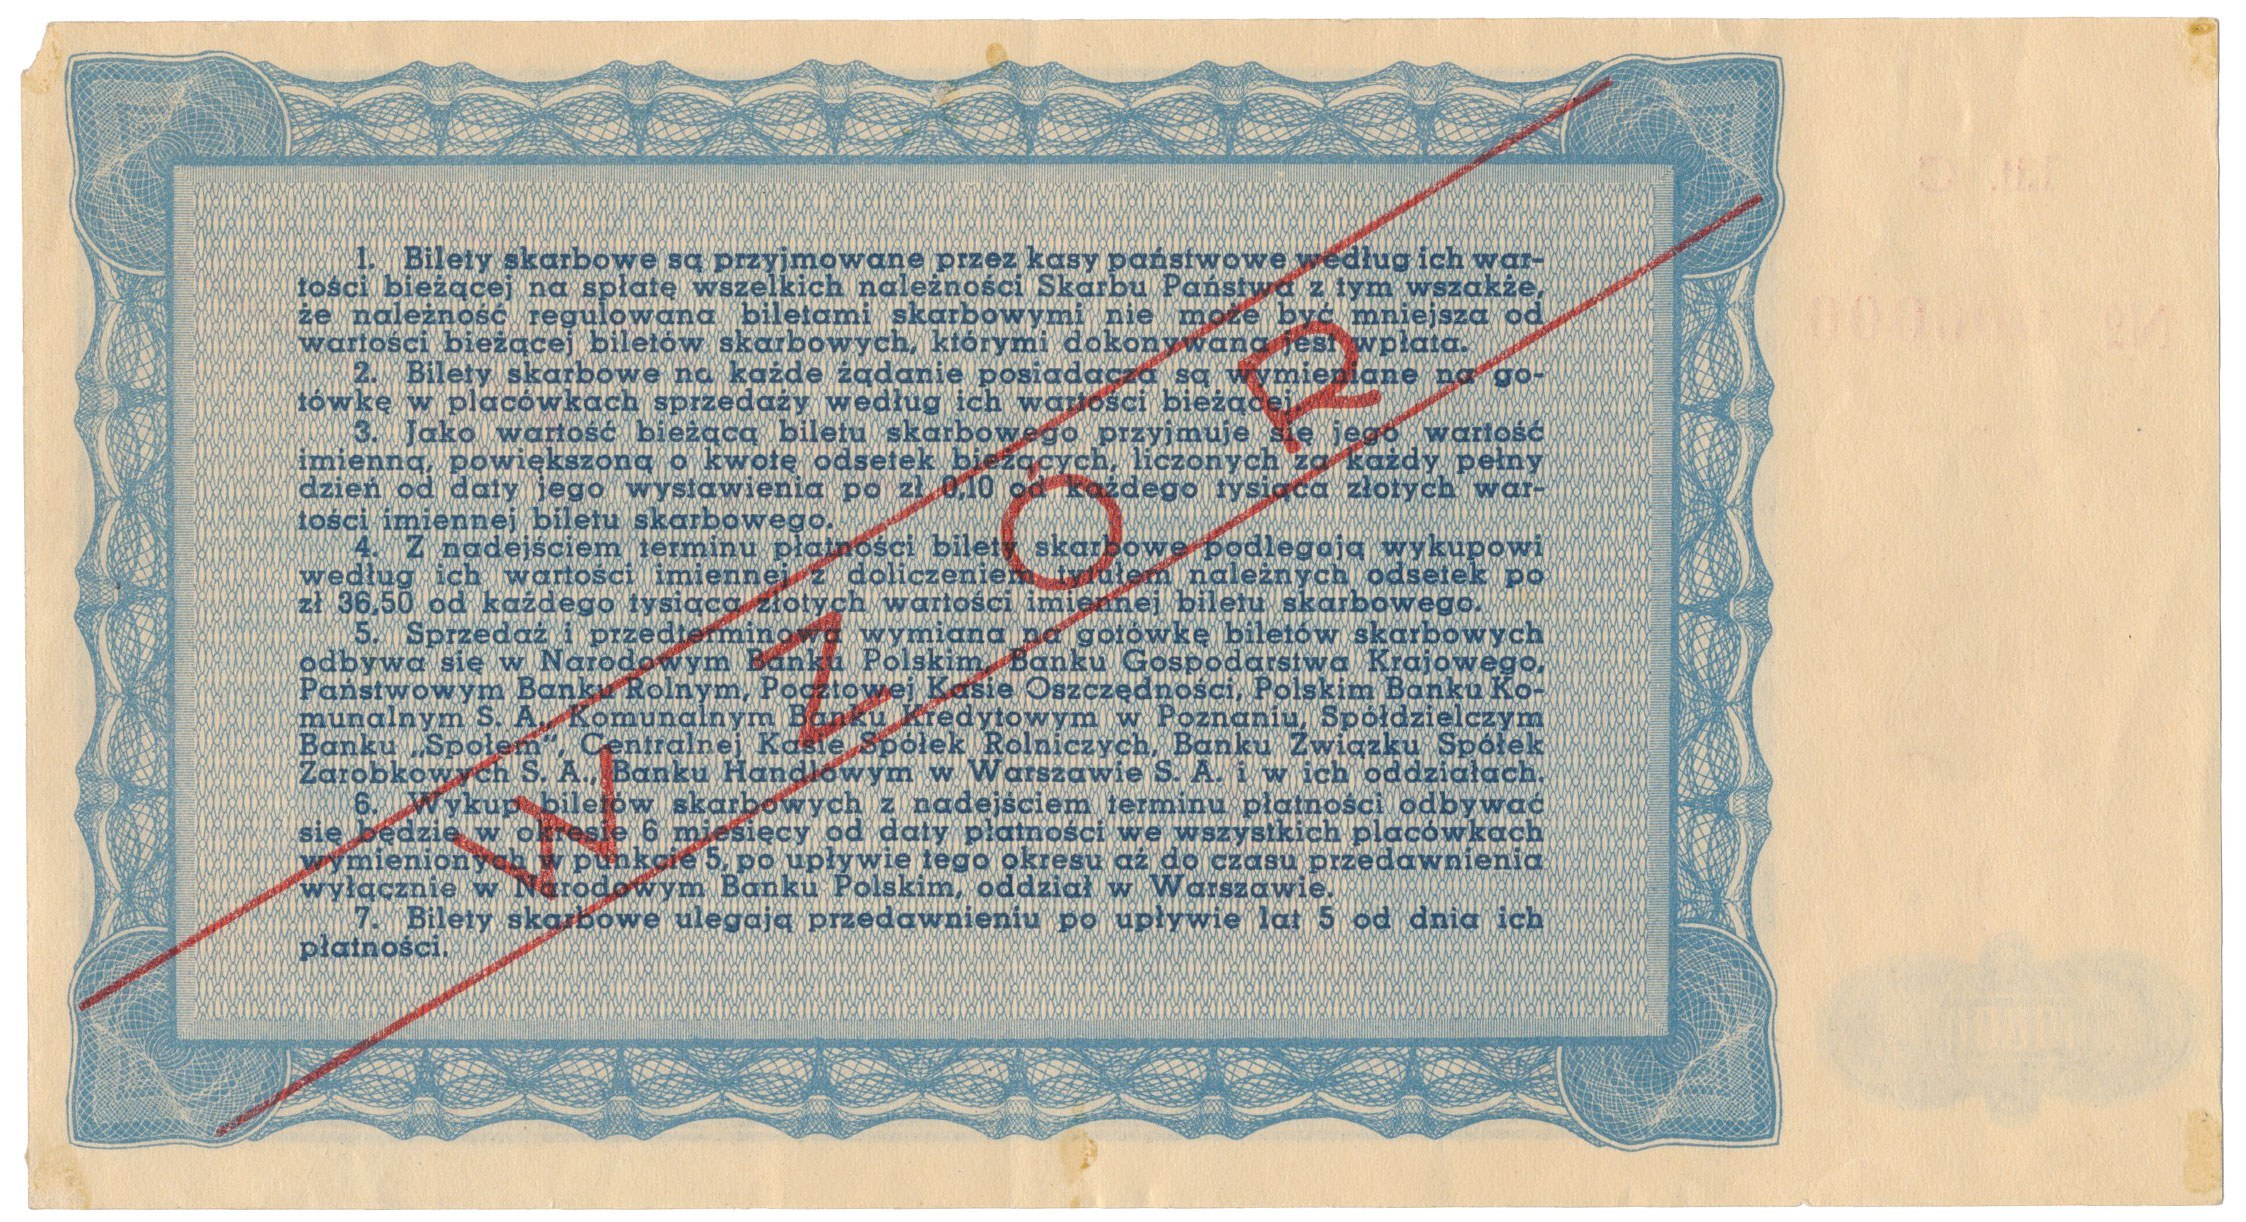 1. Bilety skarbowe są przyjmowane przez kasy państwowe według ich war-
tości bieżącej na spłatę wszelkich należności Skarbu Państwa z tym wszakże,
że należność regulowana biletami skarbowymi nie może być mniejsza od
wartości bieżącej biletów skarbowych, którymi dokonywana jest wpłata.
2. Bilety skarbowe na każde żądanie posiadacza są wymieniane na go-
tówkę w placówkach sprzedaży według ich wartości bieżącej.
3. Jako wartość bieżącą biletu skarbowego przyjmuje się jego wartość
imienną, powiększoną o kwotę odsetek bieżących, liczonych za każdy pełny
dzień od daty jego wystawienia po zł 0,10 od każdego tysiąca złotych war-
tości imiennej biletu skarbowego.
4. Z nadejściem terminu płatności bilety skarbowe podlegają wykupowi
według ich wartości imiennej z doliczeniem tytułem należnych odsetek po
zł 36,50 od każdego tysiąca złotych wartości imiennej biletu skarbowego.
5. Sprzedaż i przedterminowa wymiana na gotówkę biletów skarbowych
odbywa się w Narodowym Banku Polskim, Banku Gospodarstwa Krajowego,
Państwowym Banku Rolnym, Pocztowej Kasie Oszczędności, Polskim Banku Ko-
munalnym S. A., Komunalnym Banku Kredytowym w Poznaniu, Spółdzielczym
Banku „Społem”, Centralnej Kasie Spółek Rolniczych, Banku Związku Spółek
Zarobkowych S. A., Banku Handlowym w Warszawie S. A. i w ich oddziałach.
6. Wykup biletów skarbowych z nadejściem terminu płatności odbywać
się będzie w okresie 6 miesięcy od daty płatności we wszystkich placówkach
wymienionych w punkcie 5, po upływie tego okresu aż do czasu przedawnienia
wyłącznie w Narodowym Banku Polskim, oddział w Warszawie.
7. Bilety skarbowe ulegają przedawnieniu po upływie lat 5 od dnia ich
płatności.
WZÓR